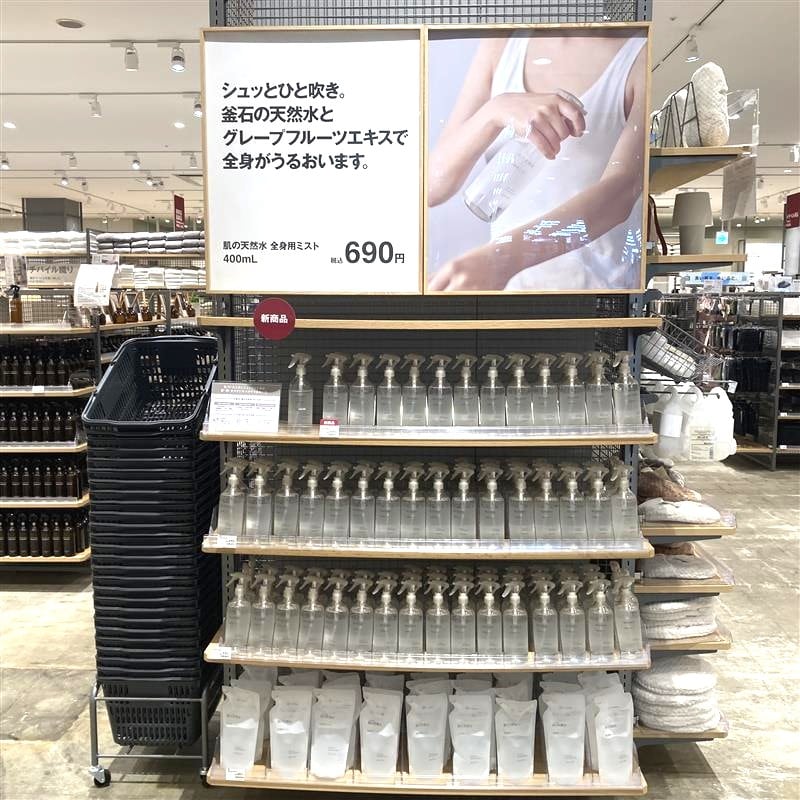 シュッとひと吹き。
釜石の天然水と
グレープフルーツエキスで
全身がうるおいます。
肌の天然水 全身用ミスト
400mL
税込690円
新商品